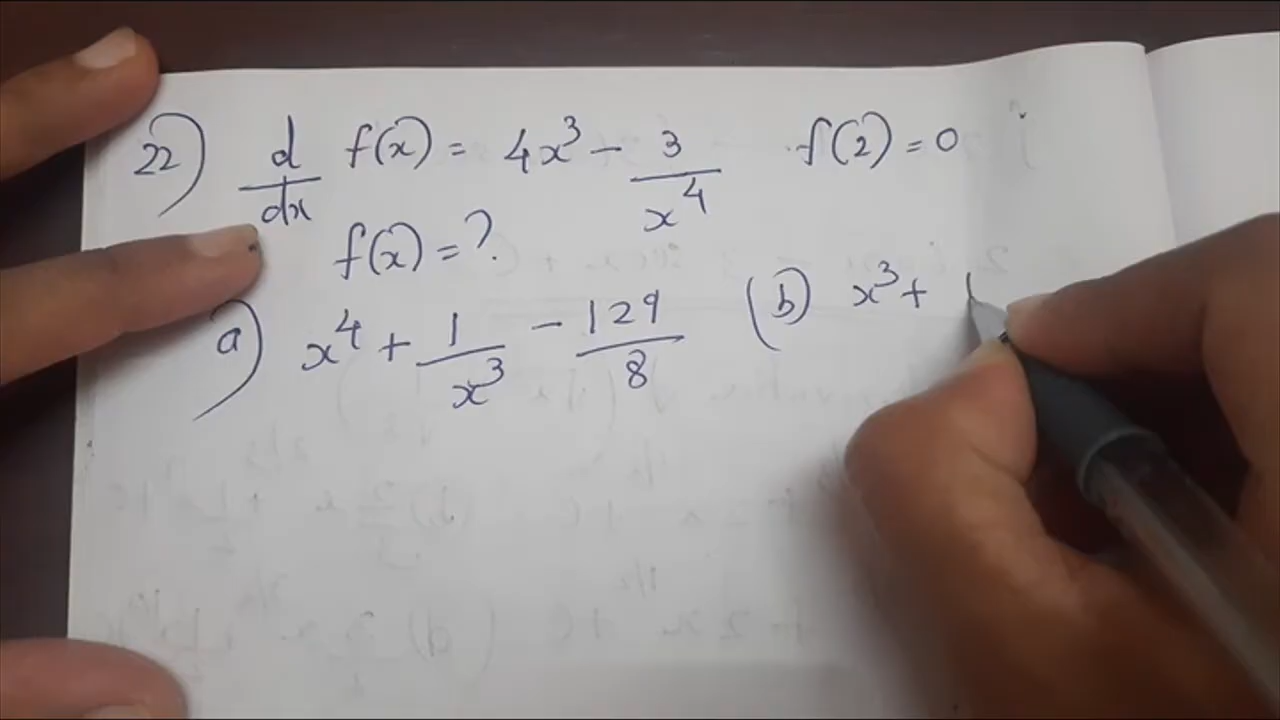 22) d/dx f(x) = 4x³ - 3/x⁴ f(2) = 0
f(x) = ?
a) x⁴ + 1/x³ - 129/8 (b) x³ +